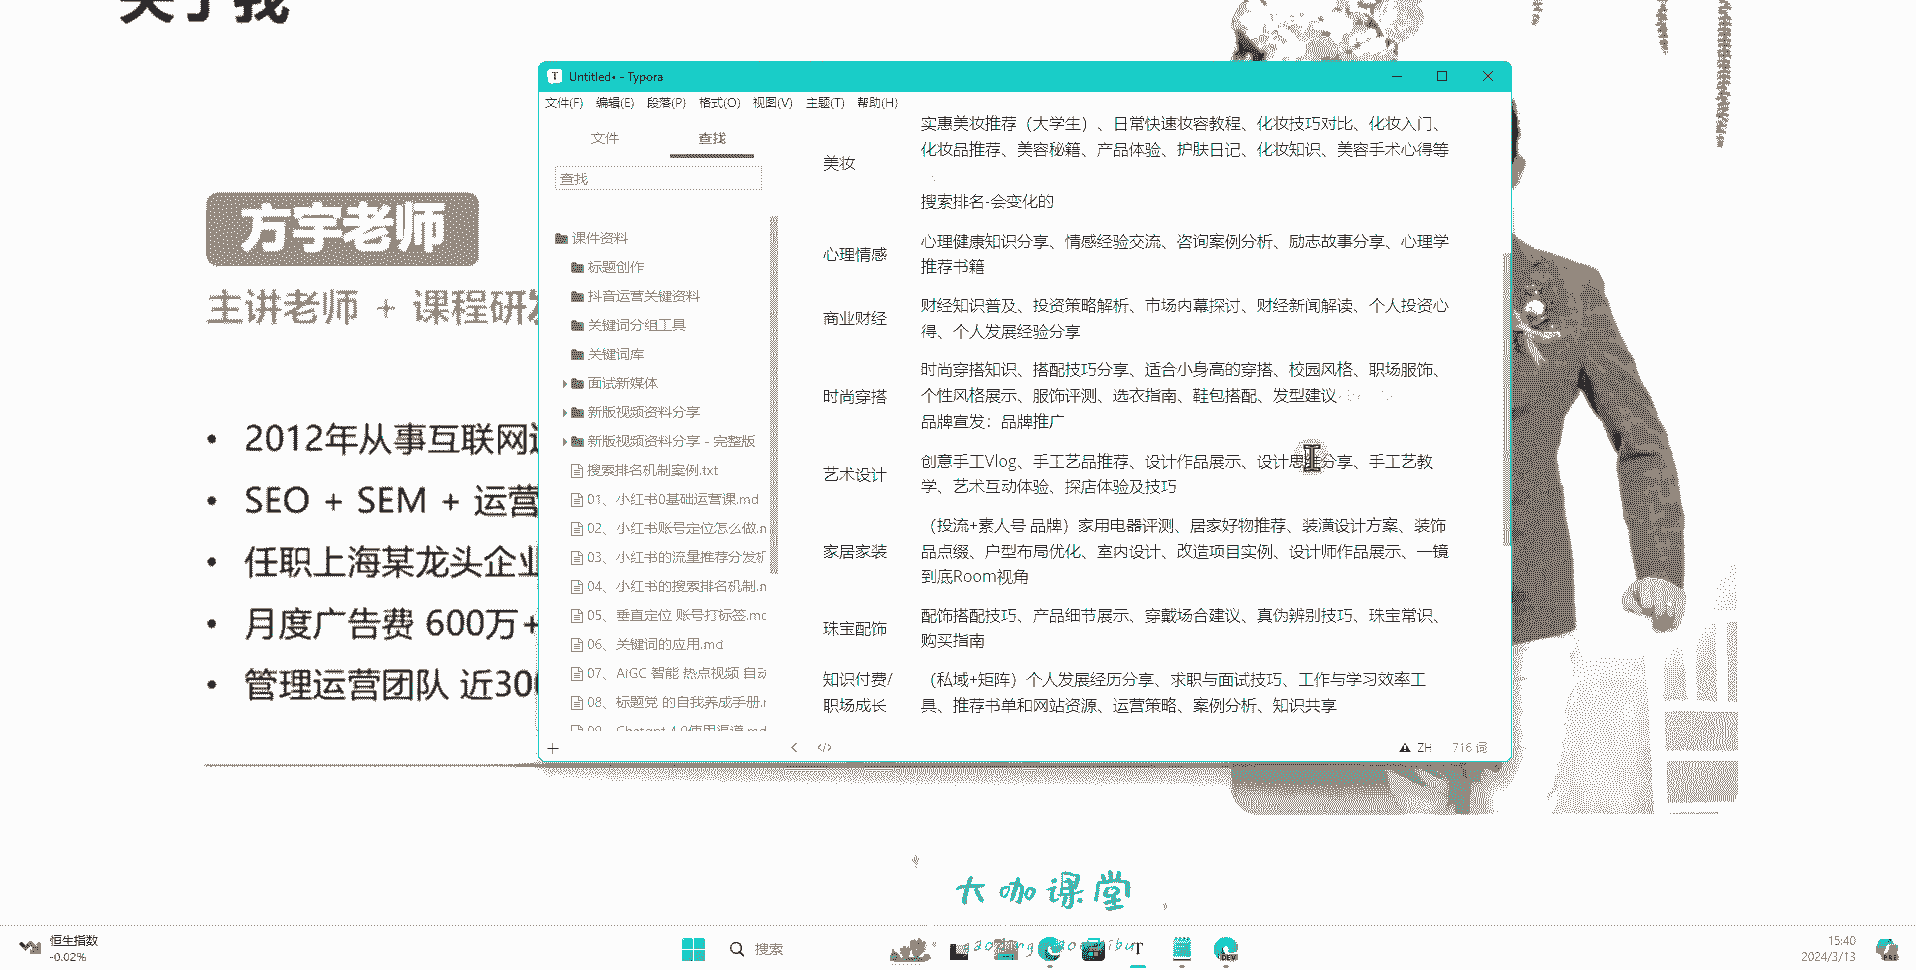 关于我
方宇老师
主讲老师 + 课程研
2012年从事互联网
SEO + SEM + 运营
任职上海某龙头企业
月度广告费 600万+
管理运营团队 近300
Untitled• - Typora
文件(F) 编辑(E) 段落(P) 格式(O) 视图(V) 主题(T) 帮助(H)
文件 查找
查找
课件资料
标题创作
抖音运营关键资料
关键词分组工具
关键词库
面试新媒体
新版视频资料分享
新版视频资料分享 - 完整版
搜索排名机制案例.txt
01、小红书0基础运营课.md
02、小红书账号定位怎么做.m
03、小红书的流量推荐分发机
04、小红书的搜索排名机制.m
05、垂直定位 账号打标签.md
06、关键词的应用.md
07、AIGC 智能 热点视频 自动
08、标题党 的自我养成手册.m
09、Chatgpt 4.0使用渠道.md
美妆
实惠美妆推荐（大学生）、日常快速妆容教程、化妆技巧对比、化妆入门、
化妆品推荐、美容秘籍、产品体验、护肤日记、化妆知识、美容手术心得等
搜索排名-会变化的
心理情感
心理健康知识分享、情感经验交流、咨询案例分析、励志故事分享、心理学
推荐书籍
商业财经
财经知识普及、投资策略解析、市场内幕探讨、财经新闻解读、个人投资心
得、个人发展经验分享
时尚穿搭
时尚穿搭知识、搭配技巧分享、适合小身高的穿搭、校园风格、职场服饰、
个性风格展示、服饰评测、选衣指南、鞋包搭配、发型建议
品牌宣发：品牌推广
艺术设计
创意手工Vlog、手工艺品推荐、设计作品展示、设计思维分享、手工艺教
学、艺术互动体验、探店体验及技巧
家居家装
（投流+素人号 品牌）家用电器评测、居家好物推荐、装潢设计方案、装饰
品点缀、户型布局优化、室内设计、改造项目实例、设计师作品展示、一镜
到底Room视角
珠宝配饰
配饰搭配技巧、产品细节展示、穿戴场合建议、真伪辨别技巧、珠宝常识、
购买指南
知识付费/
职场成长
（私域+矩阵）个人发展经历分享、求职与面试技巧、工作与学习效率工
具、推荐书单和网站资源、运营策略、案例分析、知识共享
ZH 716 词
大咖课堂
恒生指数
-0.02%
搜索
15:40
2024/3/13